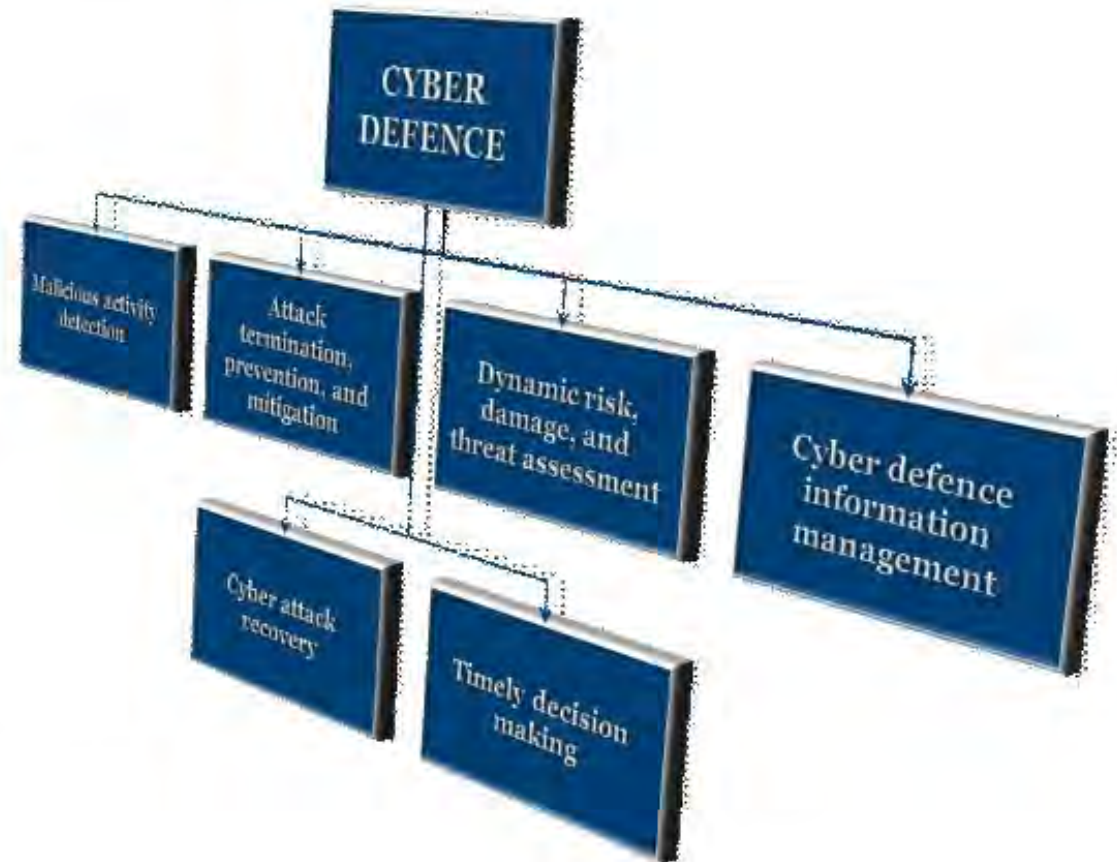 CYBER
DEFENCE
Malicious activity
detection
Attack
termination,
prevention, and
mitigation
Dynamic risk,
damage, and
threat assessment
Cyber defence
information
management
Cyber attack
recovery
Timely decision
making